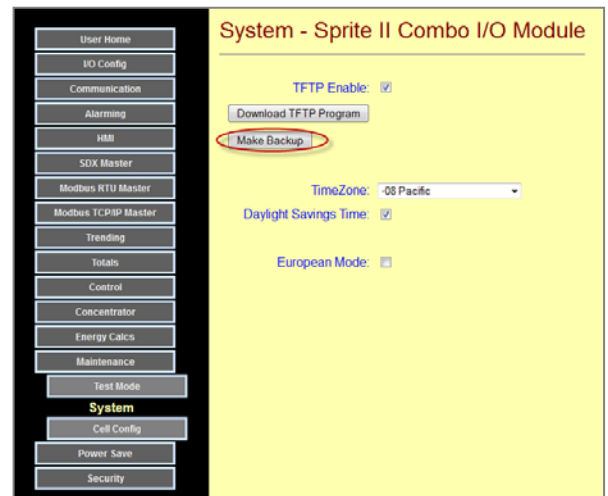 System - Sprite II Combo I/O Module
User Home
I/O Config
Communication
Alarming
HMI
SDX Master
Modbus RTU Master
Modbus TCP/IP Master
Trending
Totals
Control
Concentrator
Energy Calcs
Maintenance
Test Mode
System
Cell Config
Power Save
Security
TFTP Enable:
Download TFTP Program
Make Backup
TimeZone: -08 Pacific
Daylight Savings Time:
European Mode: